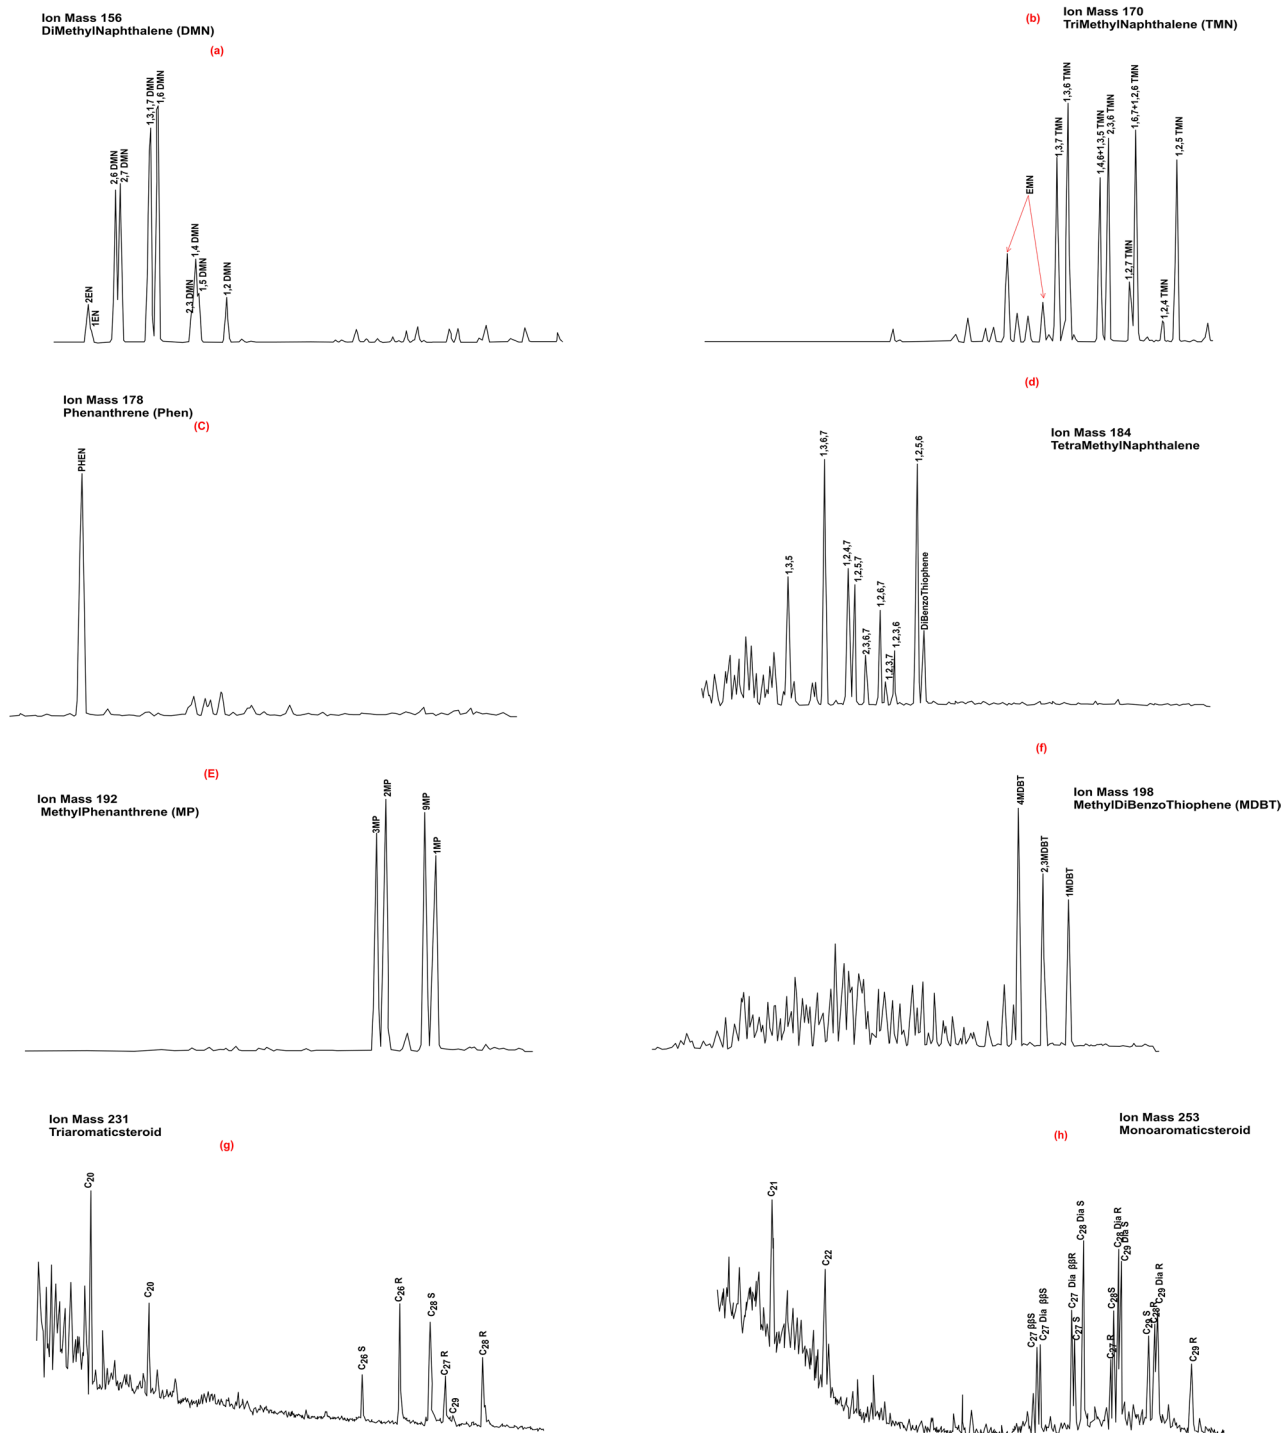 Ion Mass 156
DiMethylNaphthalene (DMN)
(a)
2EN
1EN
2,6 DMN
2,7 DMN
1,3,1,7 DMN
1,6 DMN
2,3 DMN
1,4 DMN
1,5 DMN
1,2 DMN
(b)
Ion Mass 170
TriMethylNaphthalene (TMN)
EMN
1,3,7 TMN
1,3,6 TMN
1,4,6+1,3,5 TMN
2,3,6 TMN
1,2,7 TMN
1,6,7+1,2,6 TMN
1,2,4 TMN
1,2,5 TMN
Ion Mass 178
Phenanthrene (Phen)
(C)
PHEN
(d)
Ion Mass 184
TetraMethylNaphthalene
1,3,5
1,3,6,7
1,2,4,7
1,2,5,7
2,3,6,7
1,2,6,7
1,2,3,7
1,2,3,6
1,2,5,6
DiBenzoThiophene
(E)
Ion Mass 192
MethylPhenanthrene (MP)
3MP
2MP
9MP
1MP
(f)
Ion Mass 198
MethylDiBenzoThiophene (MDBT)
4MDBT
2,3MDBT
1MDBT
Ion Mass 231
Triaromaticsteroid
(g)
C20
C20
C26 S
C26 R
C28 S
C27 R
C29
C28 R
Ion Mass 253
Monoaromaticsteroid
(h)
C21
C22
C27 ββS
C27 Dia ββS
C27 Dia ββR
C27 S
C28 Dia S
C27 R
C28S
C28 Dia R
C29 Dia S
C29 S
C28R
C29 Dia R
C29 R